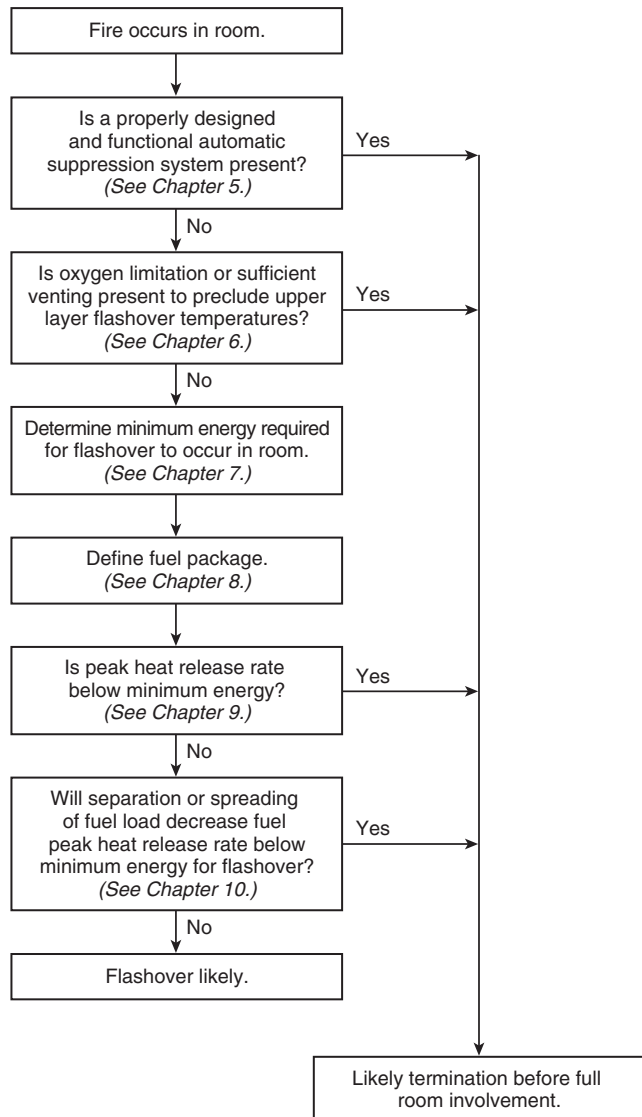 Fire occurs in room.
Is a properly designed
and functional automatic
suppression system present?
(See Chapter 5.)
Yes
No
Is oxygen limitation or sufficient
venting present to preclude upper
layer flashover temperatures?
(See Chapter 6.)
Yes
No
Determine minimum energy required
for flashover to occur in room.
(See Chapter 7.)
Define fuel package.
(See Chapter 8.)
Is peak heat release rate
below minimum energy?
(See Chapter 9.)
Yes
No
Will separation or spreading
of fuel load decrease fuel
peak heat release rate below
minimum energy for flashover?
(See Chapter 10.)
Yes
No
Flashover likely.
Likely termination before full
room involvement.